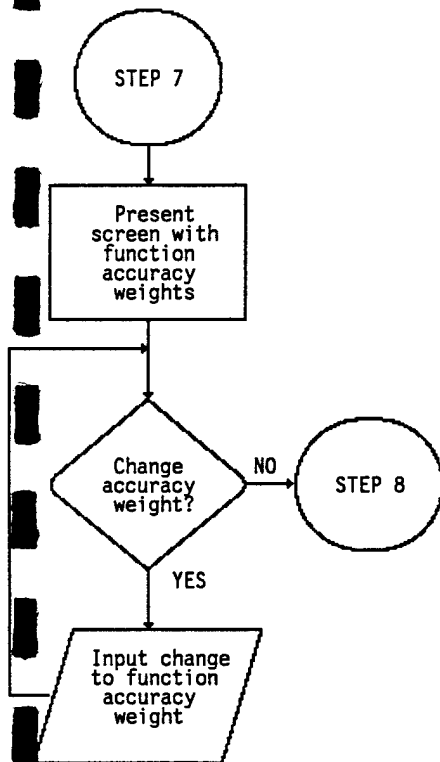 STEP 7
Present
screen with
function
accuracy
weights
Change
accuracy
weight?
NO
STEP 8
YES
Input change
to function
accuracy
weight